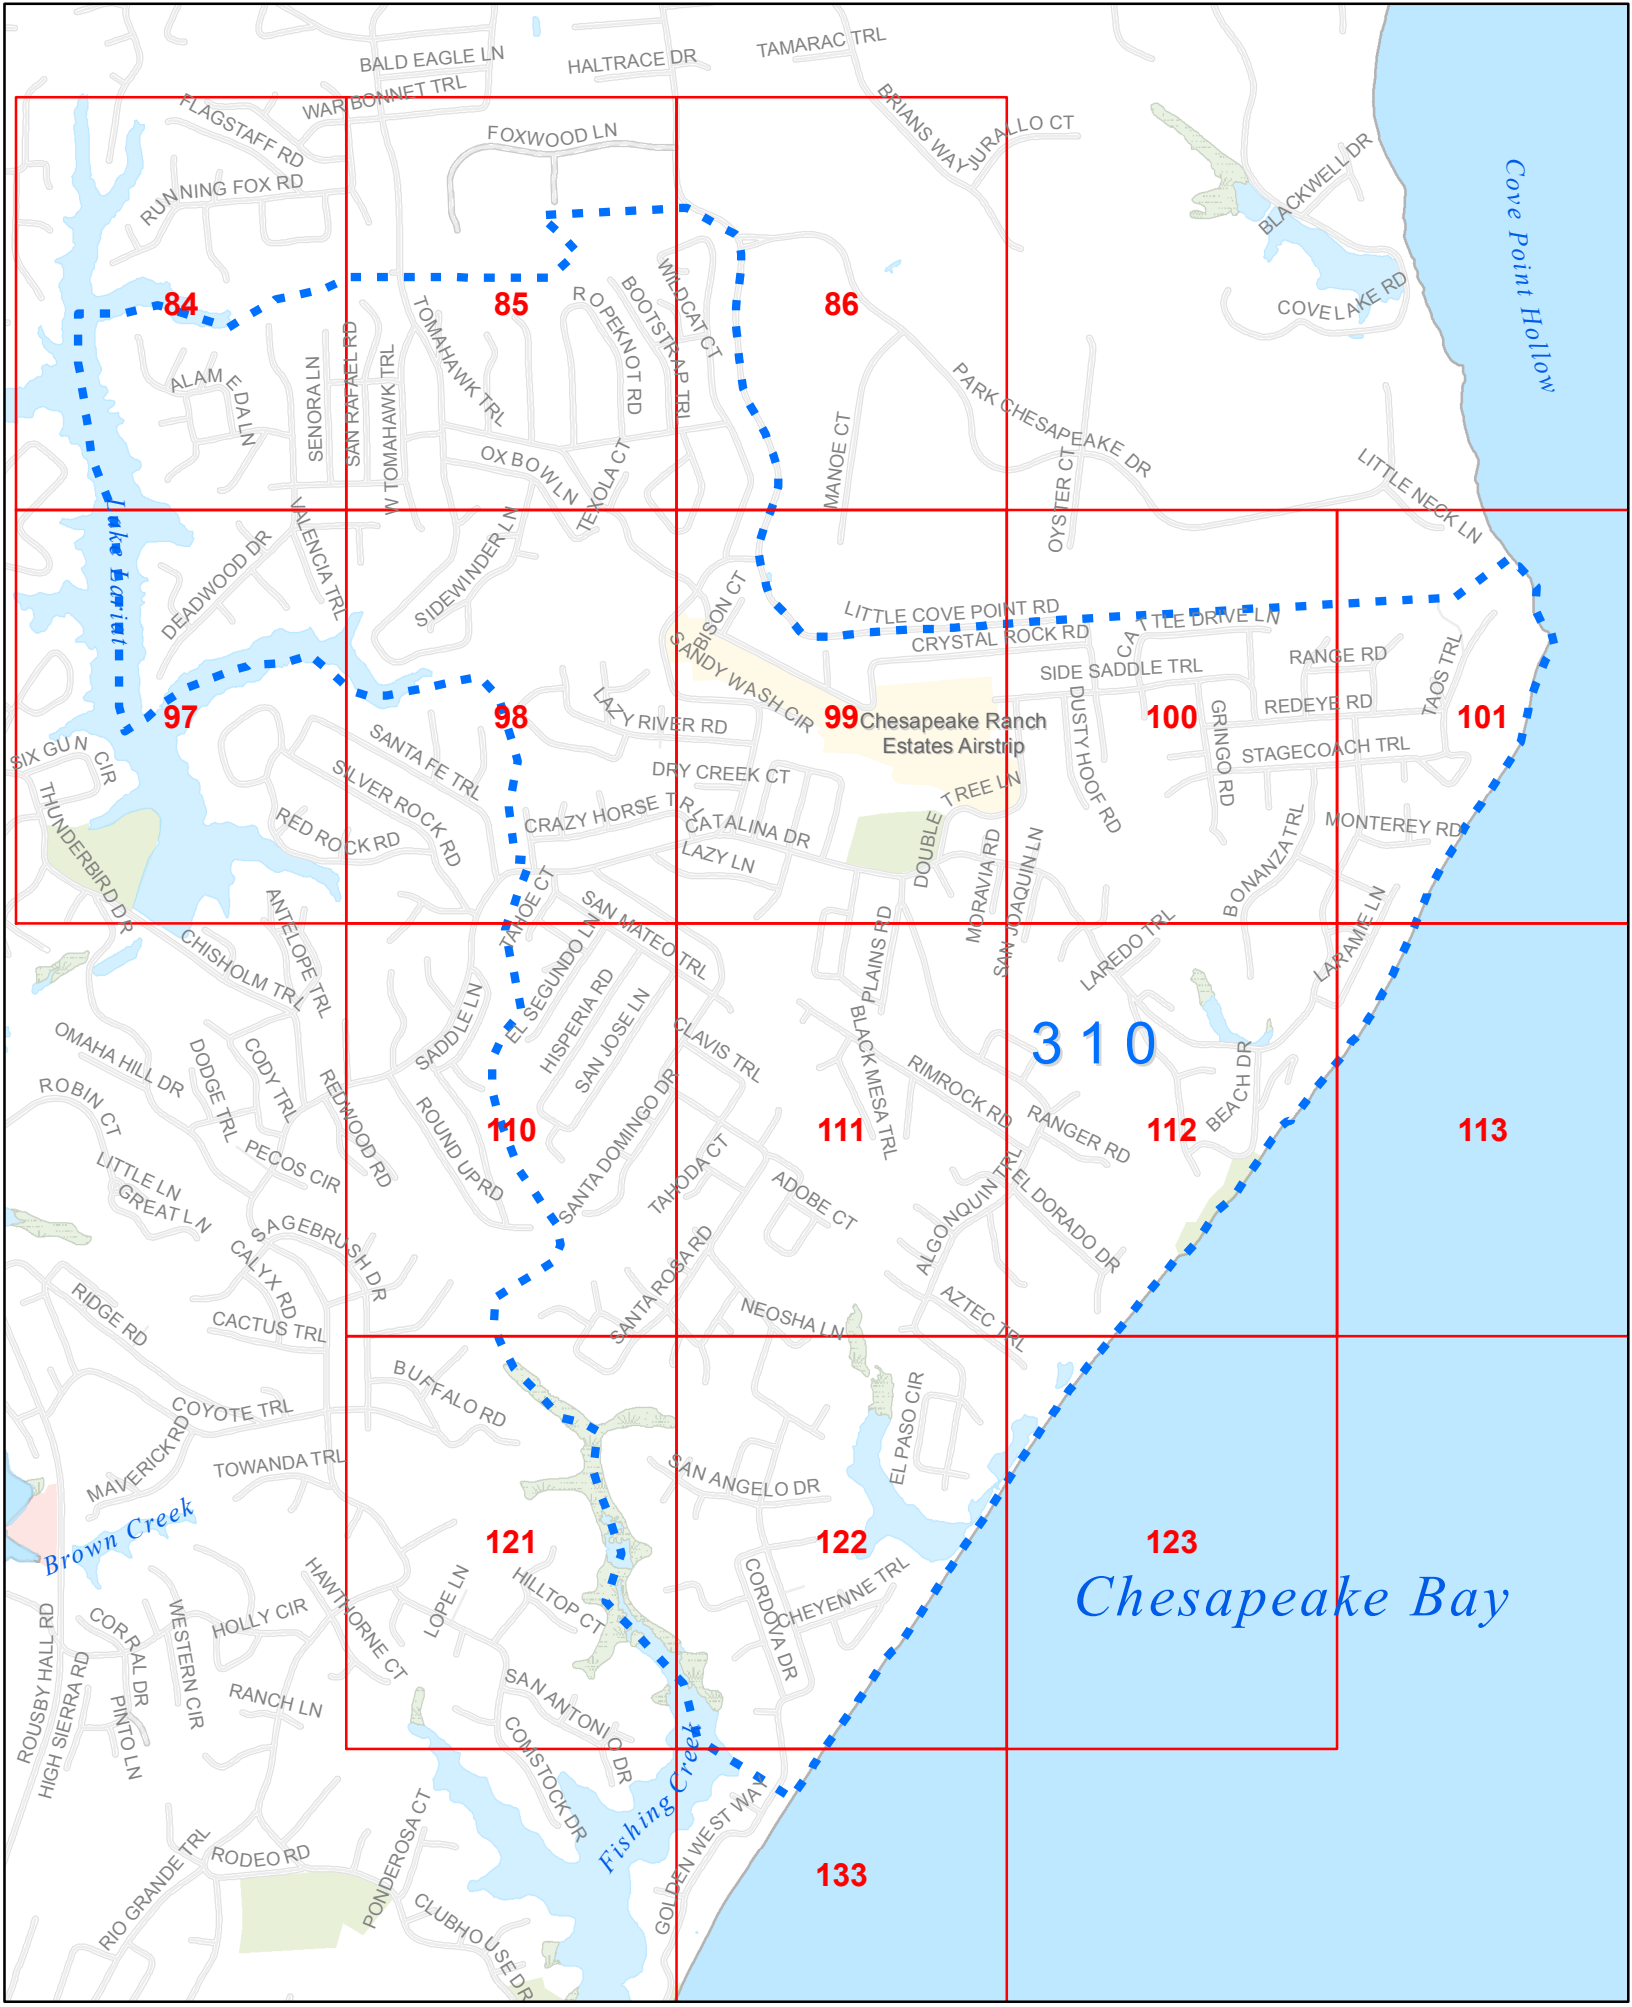 BALD EAGLE LN
HALTRACE DR
TAMARAC TRL
WAR BONNET TRL
FLAGSTAFF RD
FOXWOOD LN
BRIANS WAY
JURALLO CT
BLACKWELL DR
RUNNING FOX RD
Cove Point Hollow
84
85
86
WILDCAT CT
BOOTSTRAP TRL
ROPEKNOT RD
COVE LAKE RD
TOMAHAWK TRL
ALAMEDA LN
SENORA LN
SAN RAFAEL RD
W TOMAHAWK TRL
PARK CHESAPEAKE DR
MANOE CT
OX BOW LN
TEXOLA CT
OYSTER CT
LITTLE NECK LN
Lake Lariat
VALENCIA TRL
DEADWOOD DR
SIDEWINDER LN
BISON CT
LITTLE COVE POINT RD
CRYSTAL ROCK RD
CATTLE DRIVE LN
SANDY WASH CIR
SIDE SADDLE TRL
RANGE RD
TAOS TRL
REDEYE RD
97
98
99
100
101
LAZY RIVER RD
Chesapeake Ranch
Estates Airstrip
DUSTY HOOF RD
GRINGO RD
STAGECOACH TRL
SIX GUN CIR
SANTA FE TRL
SILVER ROCK RD
RED ROCK RD
DRY CREEK CT
CRAZY HORSE TRL
CATALINA DR
LAZY LN
DOUBLE TREE LN
MORAVIA RD
SAN JOAQUIN LN
MONTEREY RD
BONANZA TRL
THUNDERBIRD DR
ANTELOPE TRL
CHISHOLM TRL
TAHOE CT
SAN MATEO TRL
EL SEGUNDO LN
HISPERIA RD
SAN JOSE LN
PLAINS RD
LAREDO TRL
LARAMIE LN
SADDLE LN
OMAHA HILL DR
DODGE TRL
CODY TRL
REDWOOD RD
ROBIN CT
CLAVIS TRL
BLACK MESA TRL
310
RIMROCK RD
RANGER RD
BEACH DR
ROUND UP RD
110
111
112
113
PECOS CIR
LITTLE LN
GREAT LN
SANTA DOMINGO DR
TAHODA CT
ADOBE CT
ALGONQUIN TRL
EL DORADO DR
SAGEBRUSH DR
CALYX RD
CACTUS TRL
RIDGE RD
SANTA ROSA RD
NEOSHA LN
AZTEC TRL
BUFFALO RD
COYOTE TRL
MAVERICK RD
TOWANDA TRL
EL PASO CIR
SAN ANGELO DR
Brown Creek
121
122
123
Chesapeake Bay
HAWTHORNE CT
LOPE LN
HILLTOP CT
CORDOVA DR
CHEYENNE TRL
ROUSBY HALL RD
HIGH SIERRA RD
CORRAL DR
WESTERN CIR
HOLLY CIR
PINTO LN
RANCH LN
SAN ANTONIO DR
COMSTOCK DR
Fishing Creek
GOLDEN WEST WAY
133
RIO GRANDE TRL
RODEO RD
PONDEROSA CT
CLUBHOUSE DR